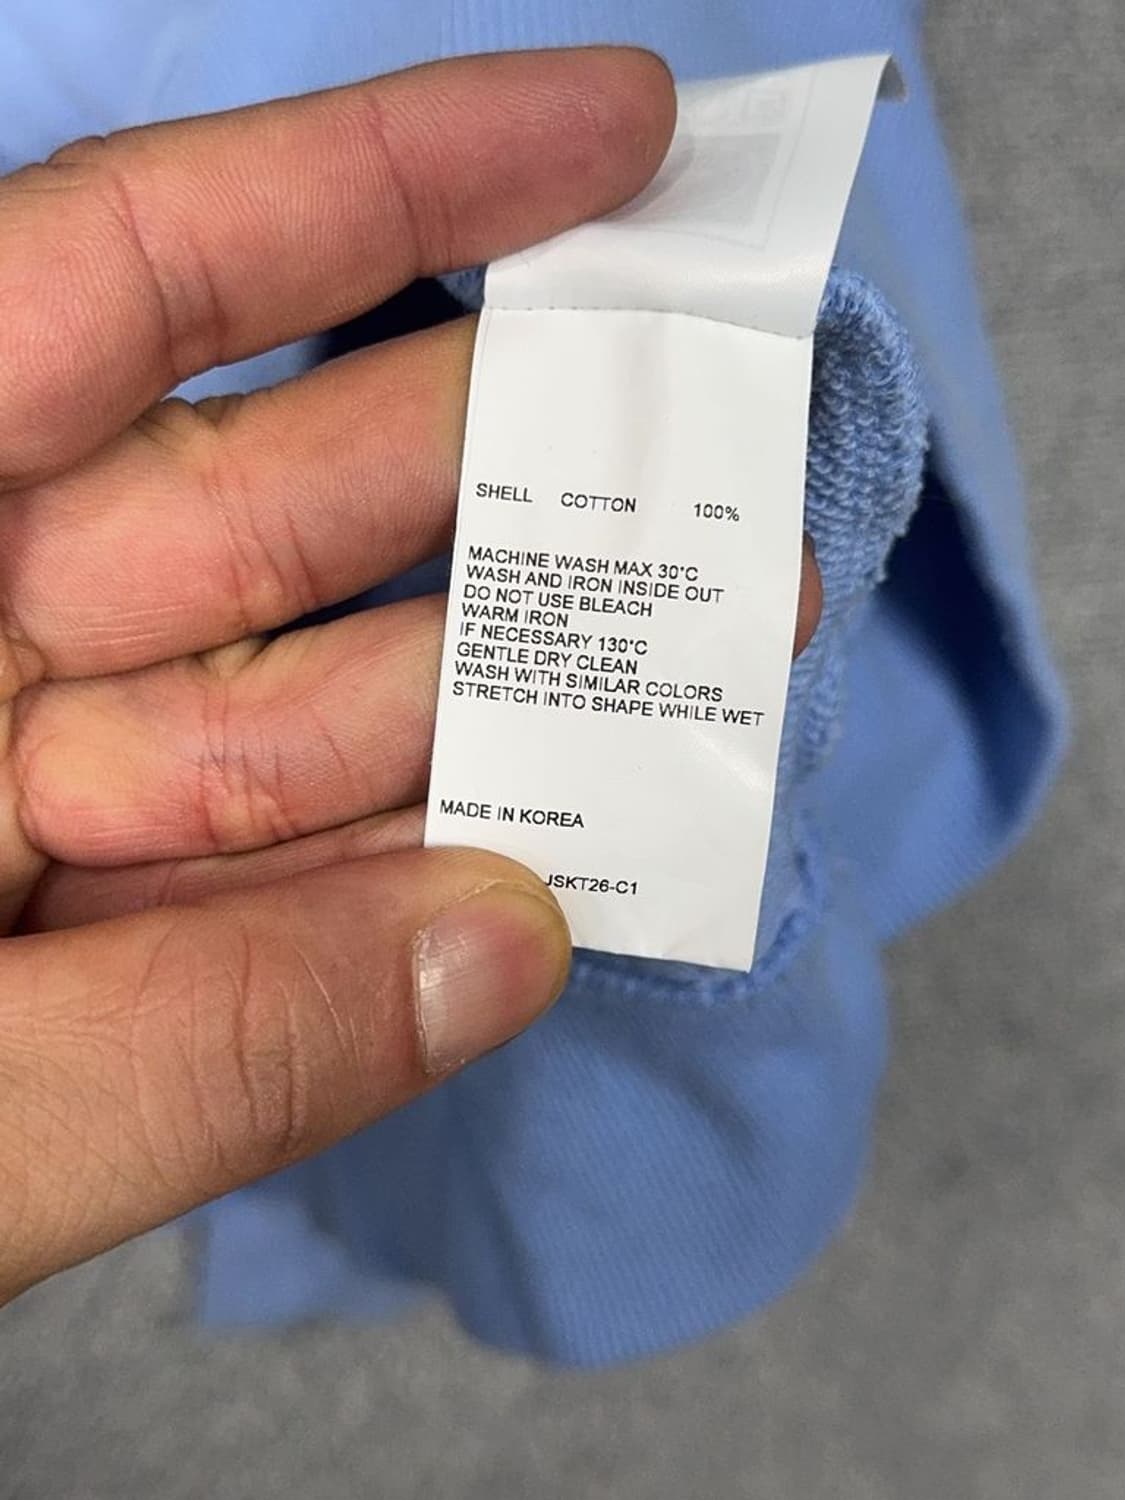 SHELL COTTON 100%
MACHINE WASH MAX 30°C
WASH AND IRON INSIDE OUT
DO NOT USE BLEACH
WARM IRON
IF NECESSARY 130°C
GENTLE DRY CLEAN
WASH WITH SIMILAR COLORS
STRETCH INTO SHAPE WHILE WET
MADE IN KOREA
JSKT26-C1